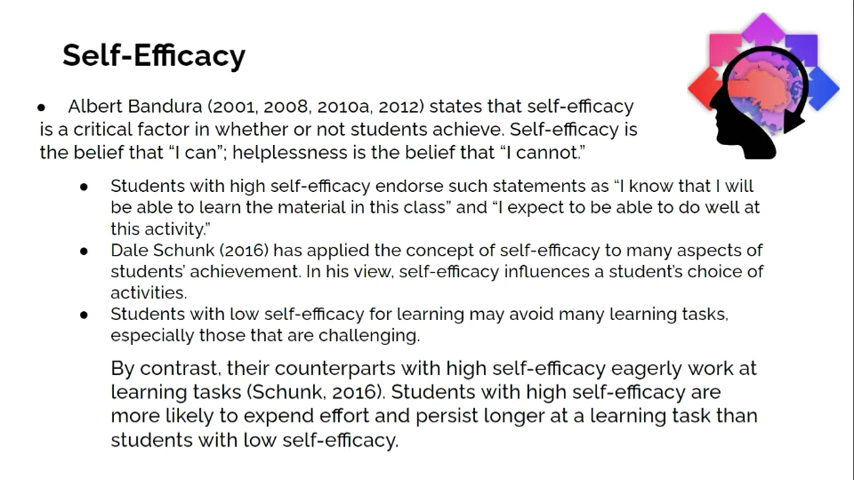 Self-Efficacy
● Albert Bandura (2001, 2008, 2010a, 2012) states that self-efficacy
is a critical factor in whether or not students achieve. Self-efficacy is
the belief that “I can”; helplessness is the belief that “I cannot.”
● Students with high self-efficacy endorse such statements as “I know that I will
be able to learn the material in this class” and “I expect to be able to do well at
this activity.”
● Dale Schunk (2016) has applied the concept of self-efficacy to many aspects of
students’ achievement. In his view, self-efficacy influences a student’s choice of
activities.
● Students with low self-efficacy for learning may avoid many learning tasks,
especially those that are challenging.
By contrast, their counterparts with high self-efficacy eagerly work at
learning tasks (Schunk, 2016). Students with high self-efficacy are
more likely to expend effort and persist longer at a learning task than
students with low self-efficacy.